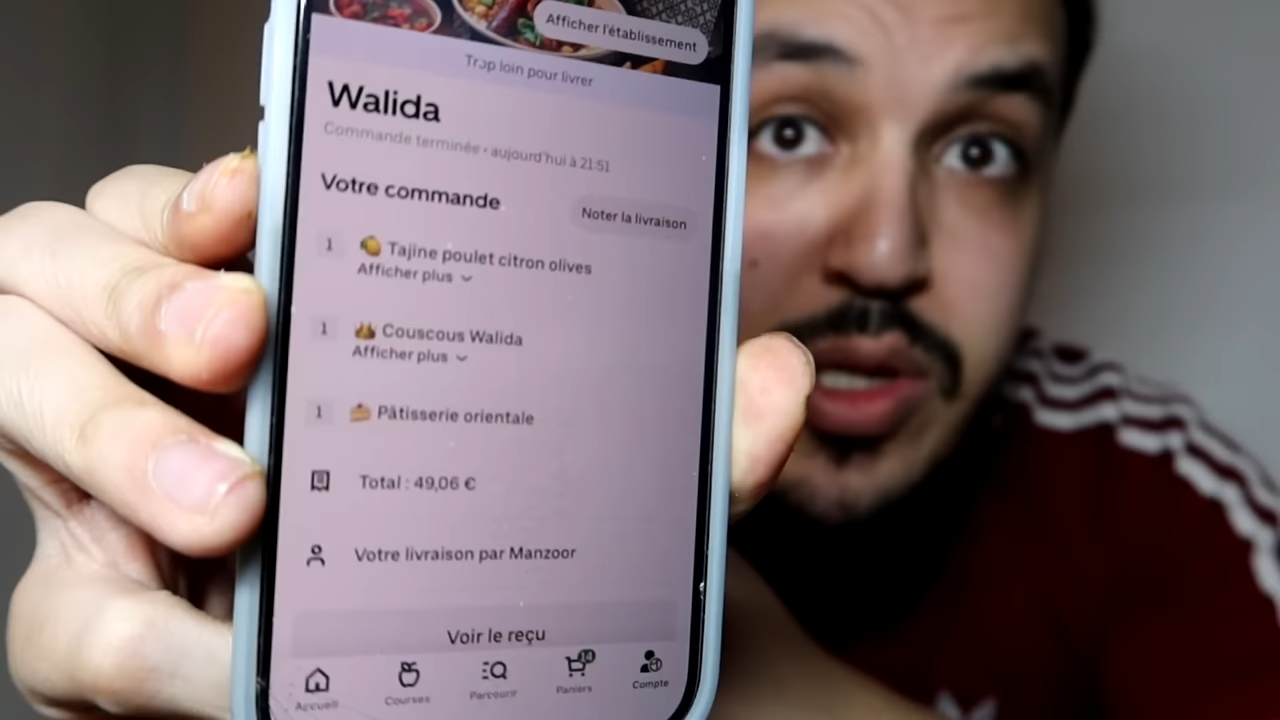 Afficher l'établissement
Trop loin pour livrer
Walida
Commande terminée • aujourd'hui à 21:51
Votre commande
Noter la livraison
1 Tajine poulet citron olives
Afficher plus
1 Couscous Walida
Afficher plus
1 Pâtisserie orientale
Total : 49,06 €
Votre livraison par Manzoor
Voir le reçu
14
Accueil Courses Parcourir Paniers Compte